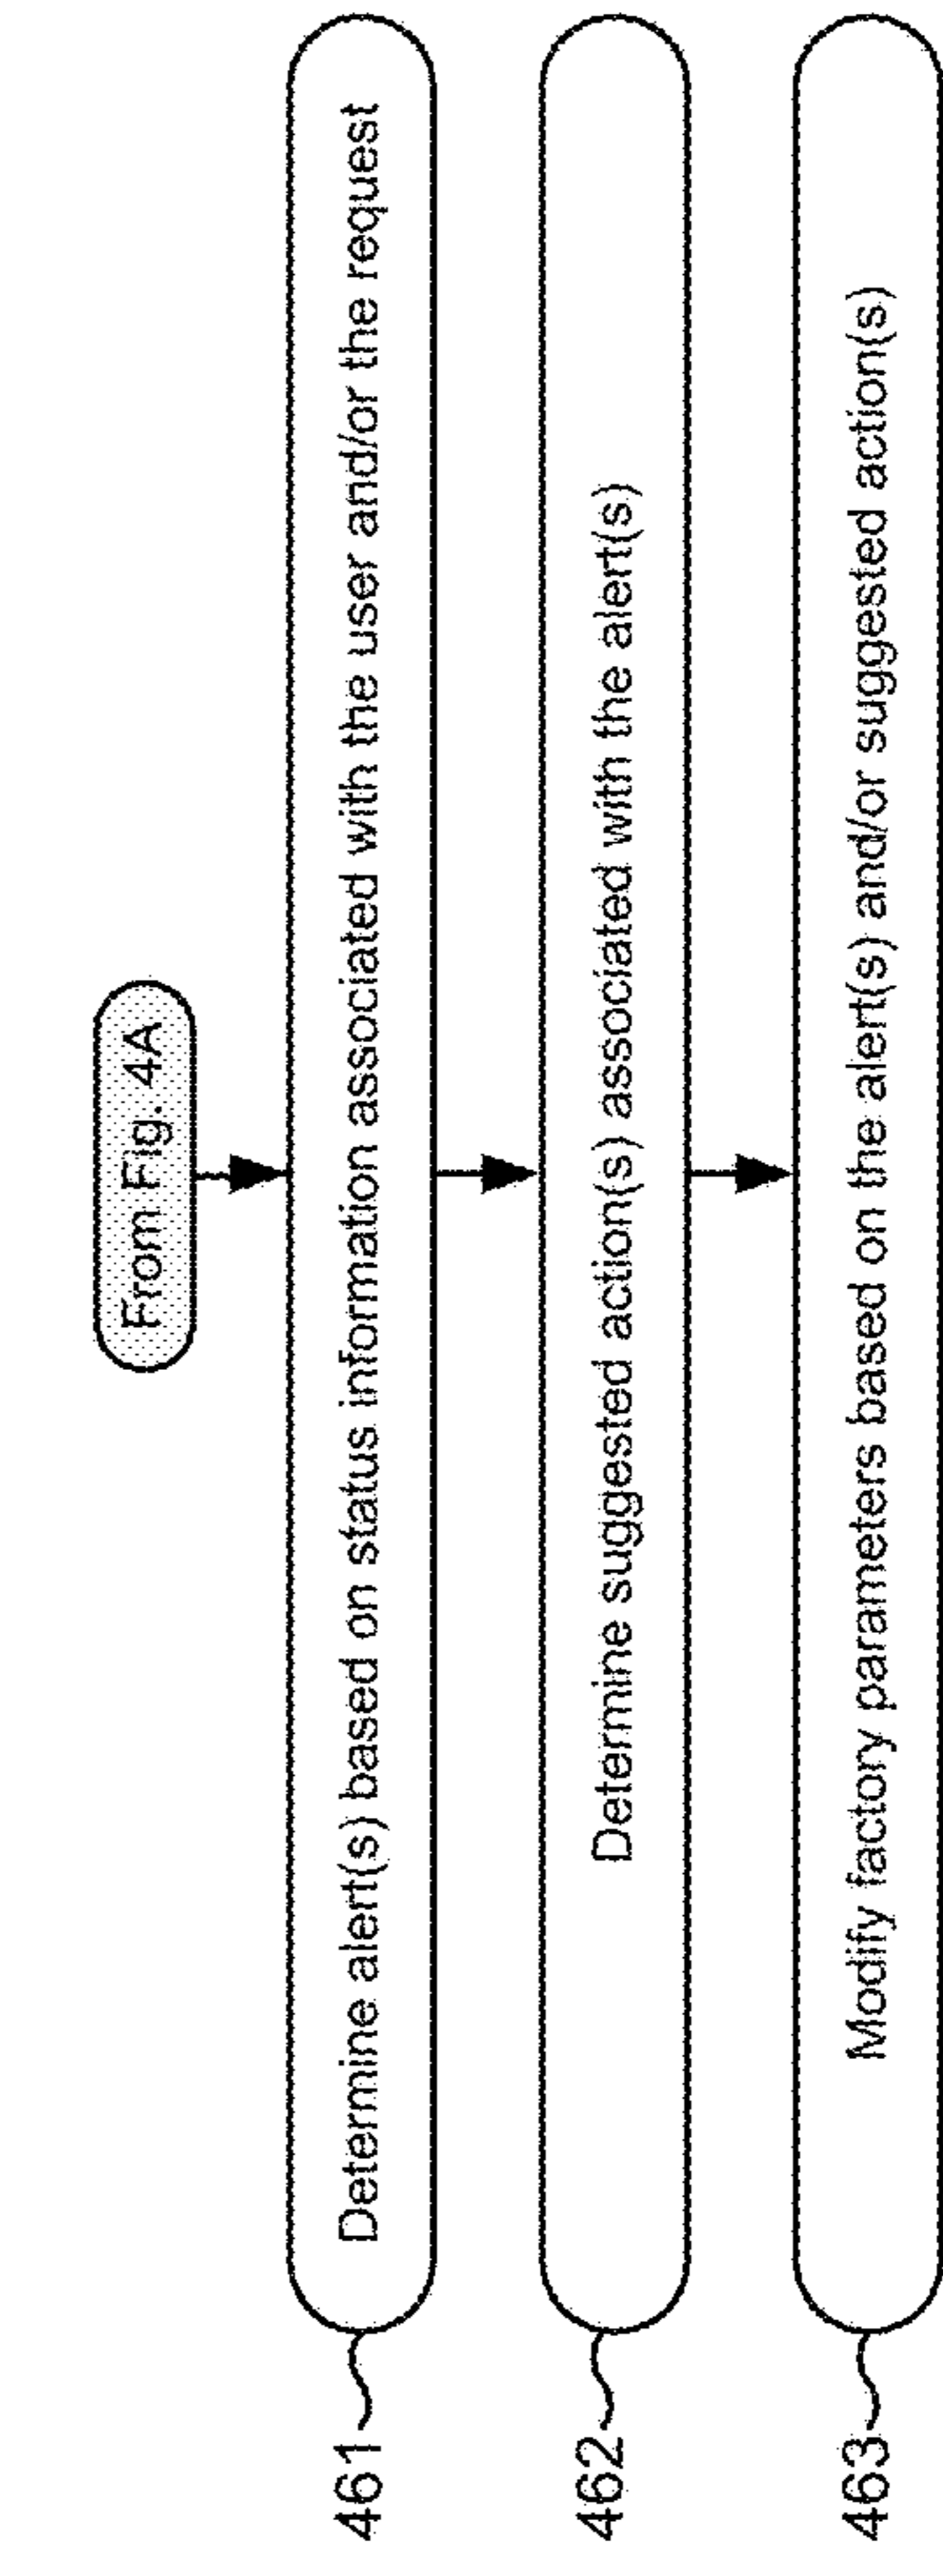 From Fig. 4A
461
Determine alert(s) based on status information associated with the user and/or the request
462
Determine suggested action(s) associated with the alert(s)
463
Modify factory parameters based on the alert(s) and/or suggested action(s)